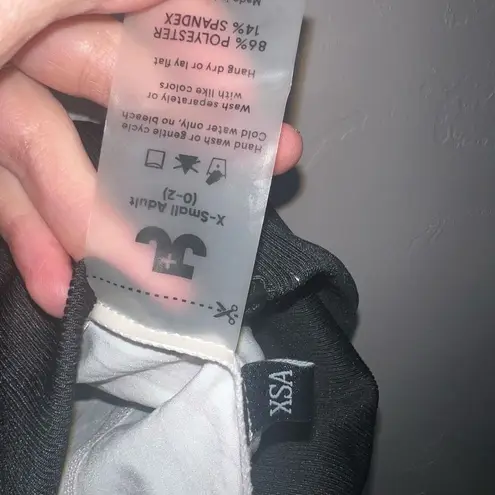 X-Small Adult
(0-2)
Hand wash or gentle cycle
Cold water only, no bleach
Wash separately or
with like colors
Hang dry or lay flat
86% POLYESTER
14% SPANDEX
Made
XSA